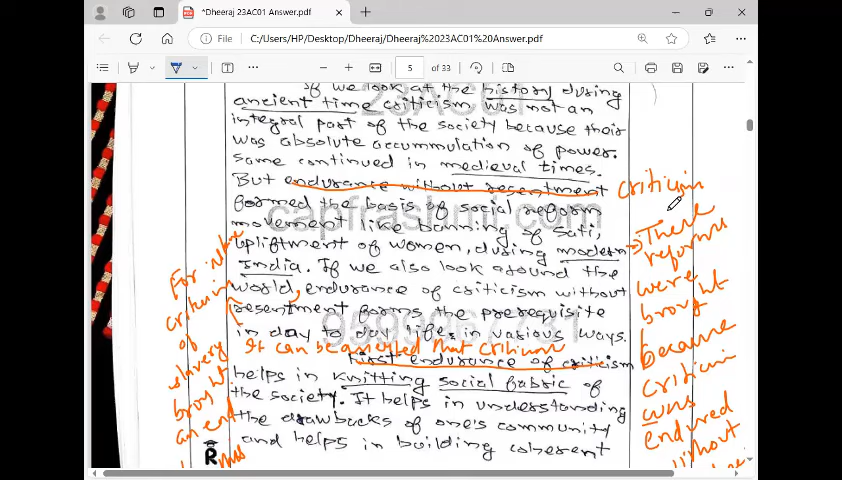 *Dheeraj 23AC01 Answer.pdf
File
C:/Users/HP/Desktop/Dheeraj/Dheeraj%2023AC01%20Answer.pdf
5 of 33
23AC01
If we look at the history during
ancient time criticism was not an
integral part of the society because their
was absolute accumulation of power.
Same continued in medieval times.
But endurance without resentment
formed the basis of social reform
movement like banning of Sati,
upliftment of women, during modern
India. If we also look around the
world, endurance of criticism without
resentment forms the prerequisite
in day to day life, in various ways.
It can be asserted that criticism
First endurance of criticism
helps in knitting social fabric of
the society. It helps in understanding
the drawbacks of one's community
and helps in building coherent
criticism
→ There
reforms
were
brought
because
criticism
was
endured
without
For
criticism
of
slavery
brought
an end
R